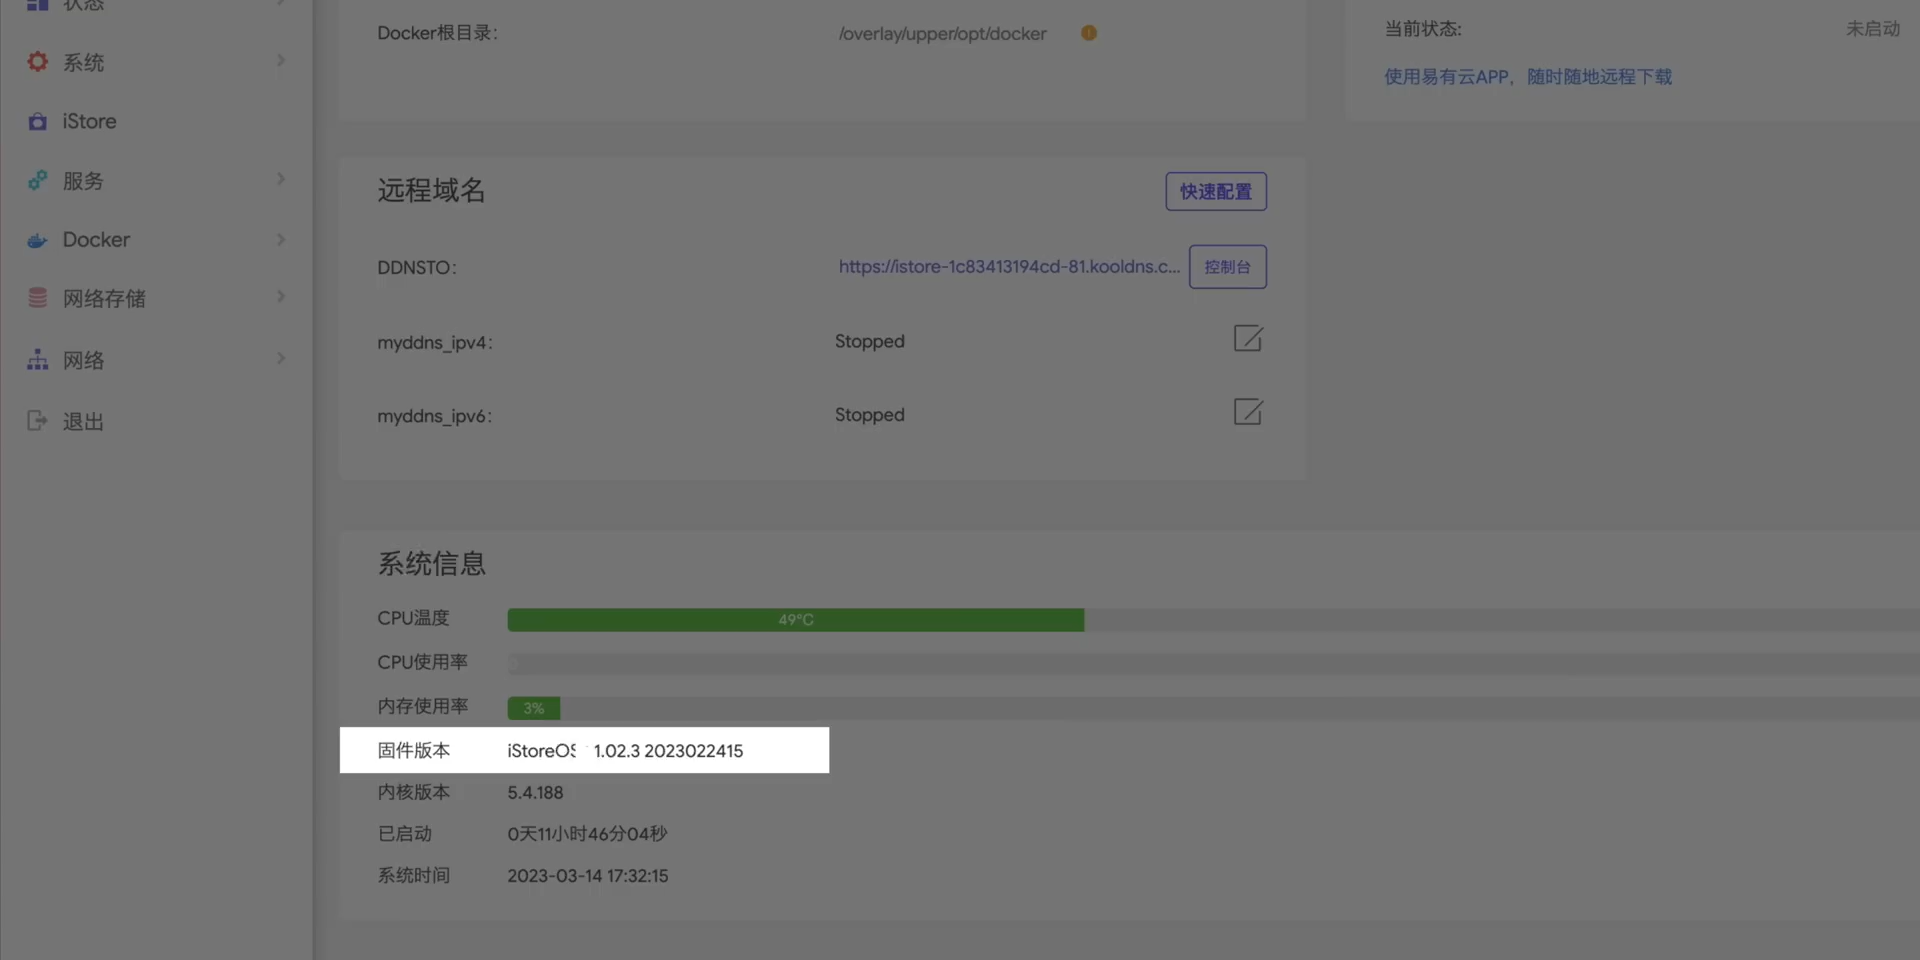 状态
系统
iStore
服务
Docker
网络存储
网络
退出
Docker根目录:
/overlay/upper/opt/docker
当前状态:
未启动
使用易有云APP，随时随地远程下载
远程域名
快速配置
DDNSTO:
https://istore-1c83413194cd-81.kooldns.c...
控制台
myddns_ipv4:
Stopped
myddns_ipv6:
Stopped
系统信息
CPU温度
49°C
CPU使用率
内存使用率
3%
固件版本
iStoreOS 1.02.3 2023022415
内核版本
5.4.188
已启动
0天11小时46分04秒
系统时间
2023-03-14 17:32:15